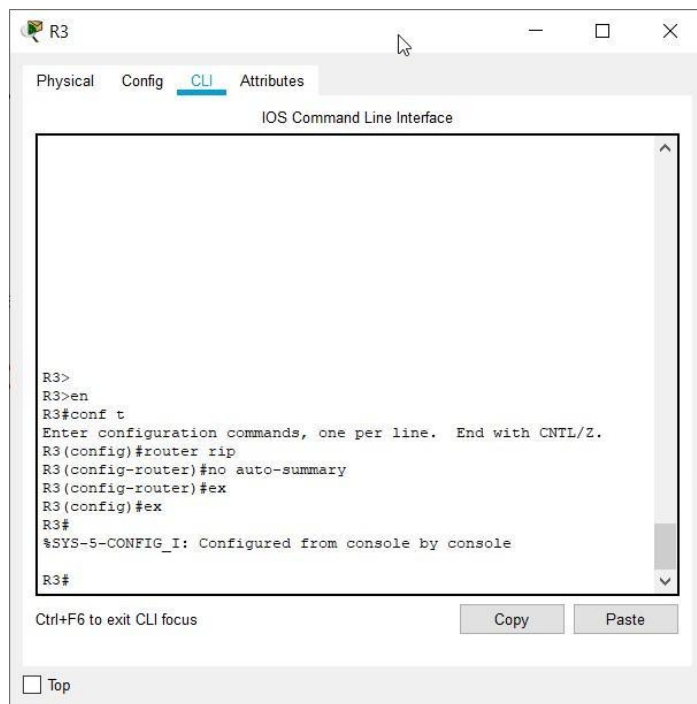 R3
Physical Config CLI Attributes
IOS Command Line Interface
R3>
R3>en
R3#conf t
Enter configuration commands, one per line.  End with CNTL/Z.
R3(config)#router rip
R3(config-router)#no auto-summary
R3(config-router)#ex
R3(config)#ex
R3#
%SYS-5-CONFIG_I: Configured from console by console
R3#
Ctrl+F6 to exit CLI focus
Copy Paste
Top